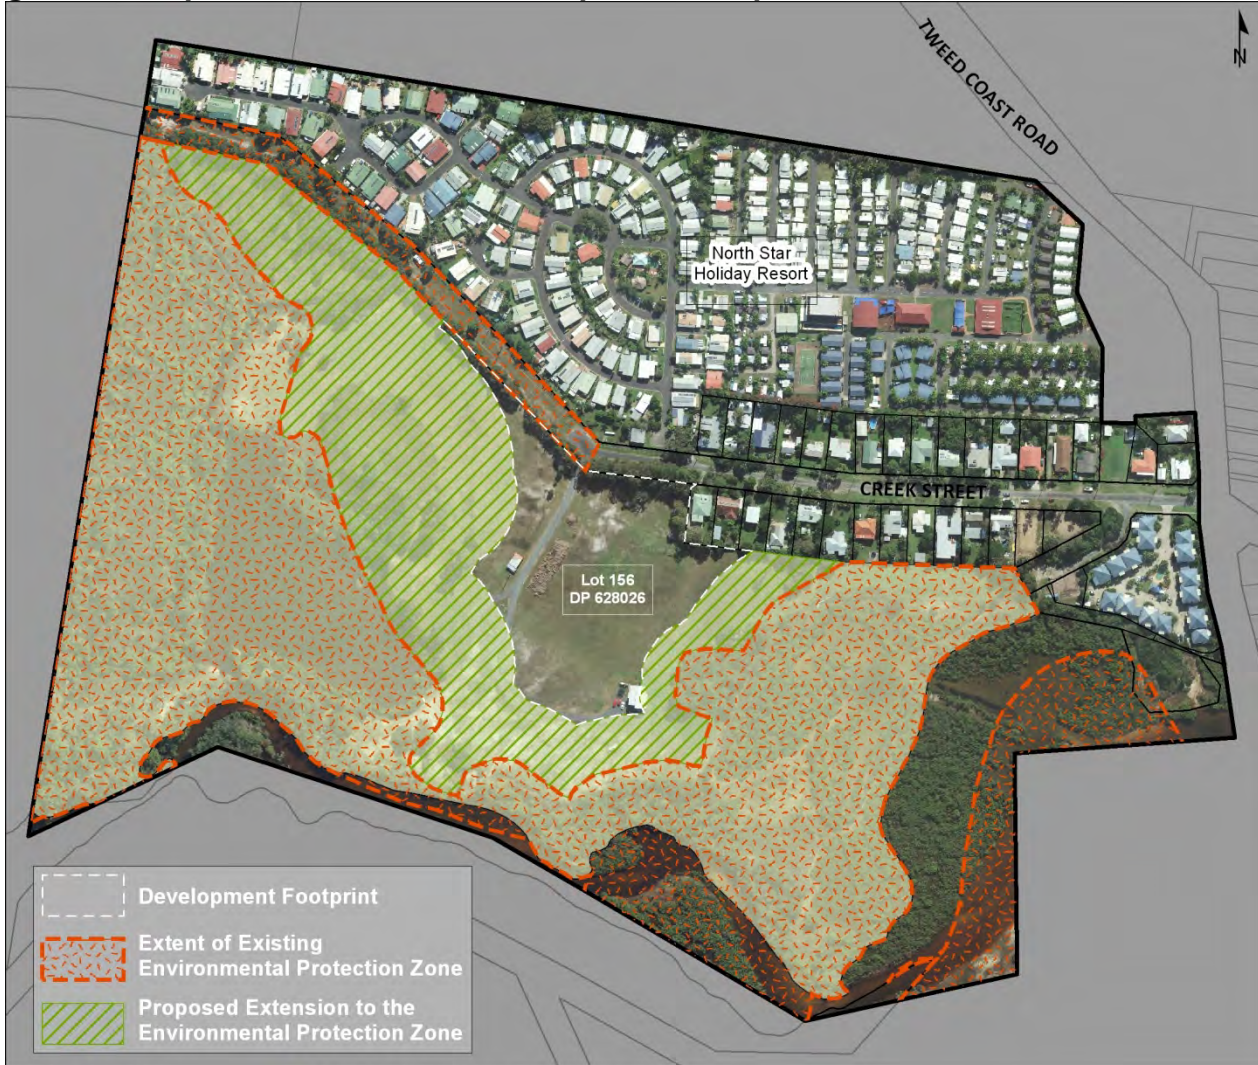 TWEED COAST ROAD
N
North Star
Holiday Resort
CREEK STREET
Lot 156
DP 628026
Development Footprint
Extent of Existing
Environmental Protection Zone
Proposed Extension to the
Environmental Protection Zone